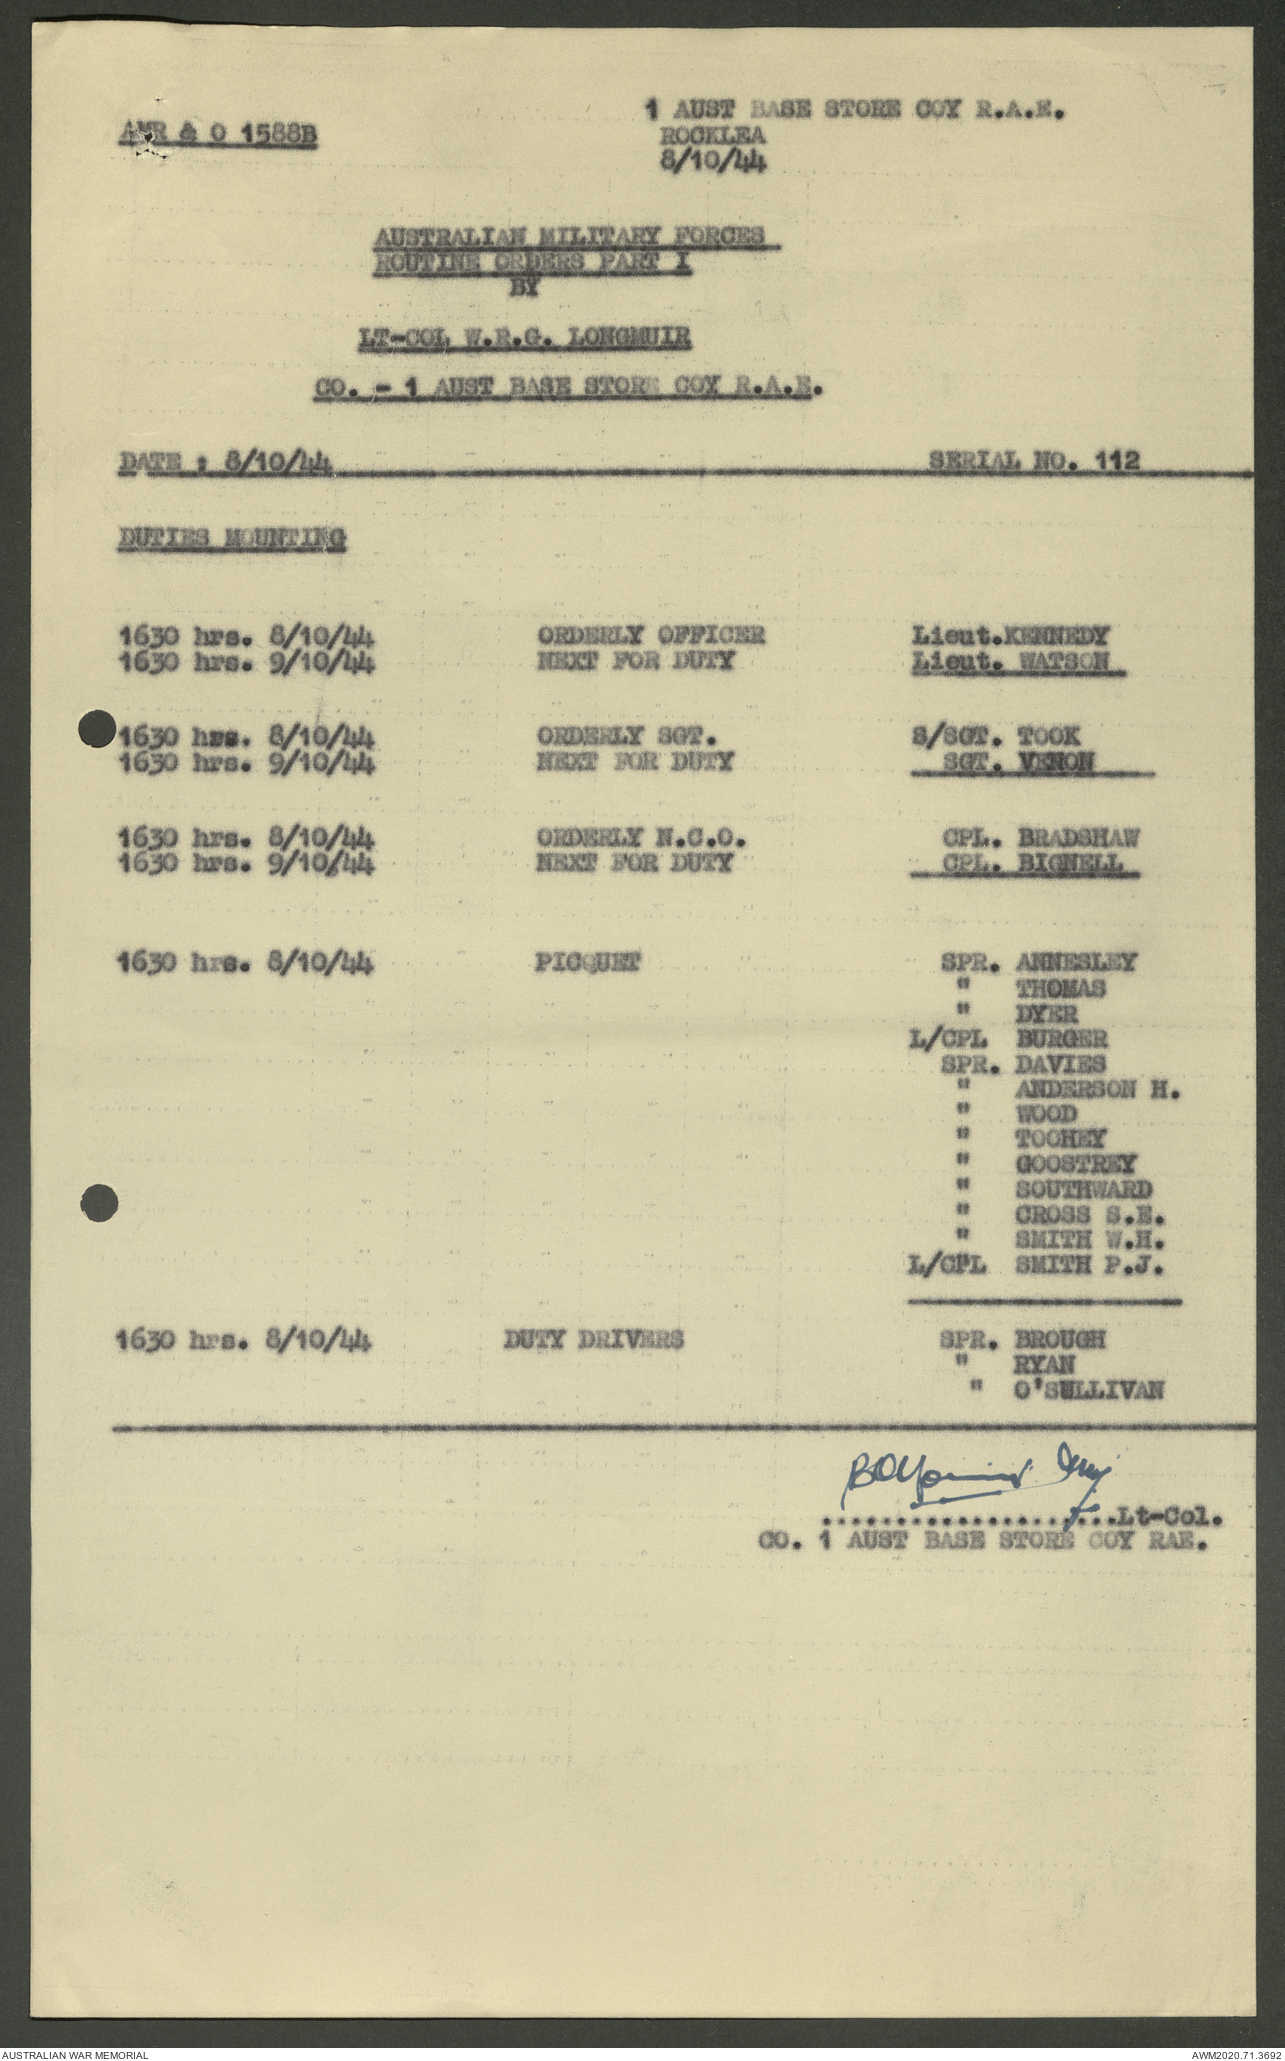 AMR & O 1588B
1 AUST BASE STORE COY R.A.E.
ROCKLEA
8/10/44
AUSTRALIAN MILITARY FORCES
ROUTINE ORDERS PART I
BY
LT-COL W.R.G. LONGMUIR
CO. - 1 AUST BASE STORE COY R.A.E.
DATE : 8/10/44 SERIAL NO. 112
DUTIES MOUNTING
1630 hrs. 8/10/44 ORDERLY OFFICER Lieut.KENNEDY
1630 hrs. 9/10/44 NEXT FOR DUTY Lieut. WATSON
1630 hrs. 8/10/44 ORDERLY SGT. S/SGT. TOOK
1630 hrs. 9/10/44 NEXT FOR DUTY SGT. VENON
1630 hrs. 8/10/44 ORDERLY N.C.O. CPL. BRADSHAW
1630 hrs. 9/10/44 NEXT FOR DUTY CPL. BIGNELL
1630 hrs. 8/10/44 PICQUET SPR. ANNESLEY
" THOMAS
" DYER
L/CPL BURGER
SPR. DAVIES
" ANDERSON H.
" WOOD
" TOOHEY
" GOOSTREY
" SOUTHWARD
" CROSS S.E.
" SMITH W.H.
L/CPL SMITH P.J.
1630 hrs. 8/10/44 DUTY DRIVERS SPR. BROUGH
" RYAN
" O'SULLIVAN
....................Lt-Col.
CO. 1 AUST BASE STORE COY RAE.
AUSTRALIAN WAR MEMORIAL AWM2020.71.3692